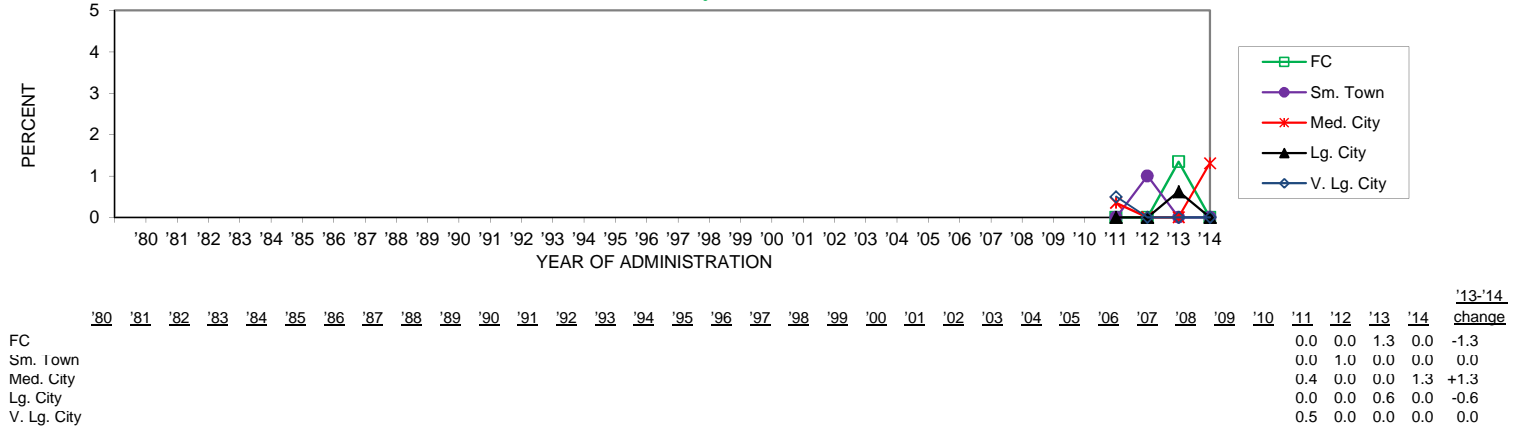 5
4
3
2
1
0
PERCENT
'80 '81 '82 '83 '84 '85 '86 '87 '88 '89 '90 '91 '92 '93 '94 '95 '96 '97 '98 '99 '00 '01 '02 '03 '04 '05 '06 '07 '08 '09 '10 '11 '12 '13 '14
YEAR OF ADMINISTRATION
FC
Sm. Town
Med. City
Lg. City
V. Lg. City
'13-'14
'80 '81 '82 '83 '84 '85 '86 '87 '88 '89 '90 '91 '92 '93 '94 '95 '96 '97 '98 '99 '00 '01 '02 '03 '04 '05 '06 '07 '08 '09 '10 '11 '12 '13 '14 change
FC 0.0 0.0 1.3 0.0 -1.3
Sm. Town 0.0 1.0 0.0 0.0 0.0
Med. City 0.4 0.0 0.0 1.3 +1.3
Lg. City 0.0 0.0 0.6 0.0 -0.6
V. Lg. City 0.5 0.0 0.0 0.0 0.0